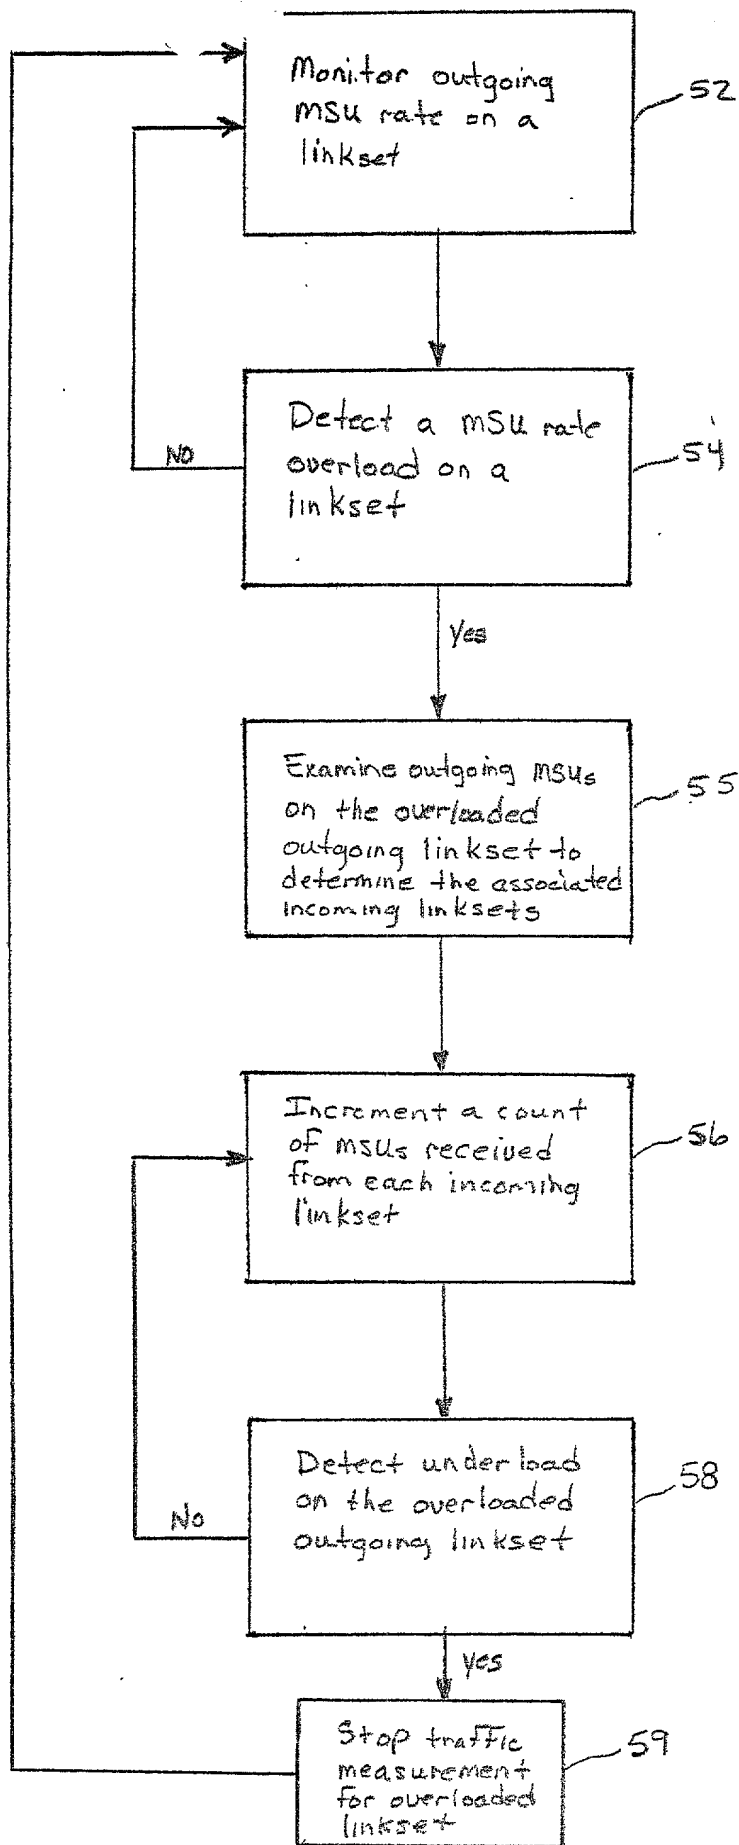 Monitor outgoing
MSU rate on a
linkset
52
Detect a MSU rate
overload on a
linkset
54
No
Yes
Examine outgoing MSUs
on the overloaded
outgoing linkset to
determine the associated
incoming linksets
55
Increment a count
of MSUs received
from each incoming
linkset
56
Detect underload
on the overloaded
outgoing linkset
58
No
yes
Stop traffic
measurement
for overloaded
linkset
59